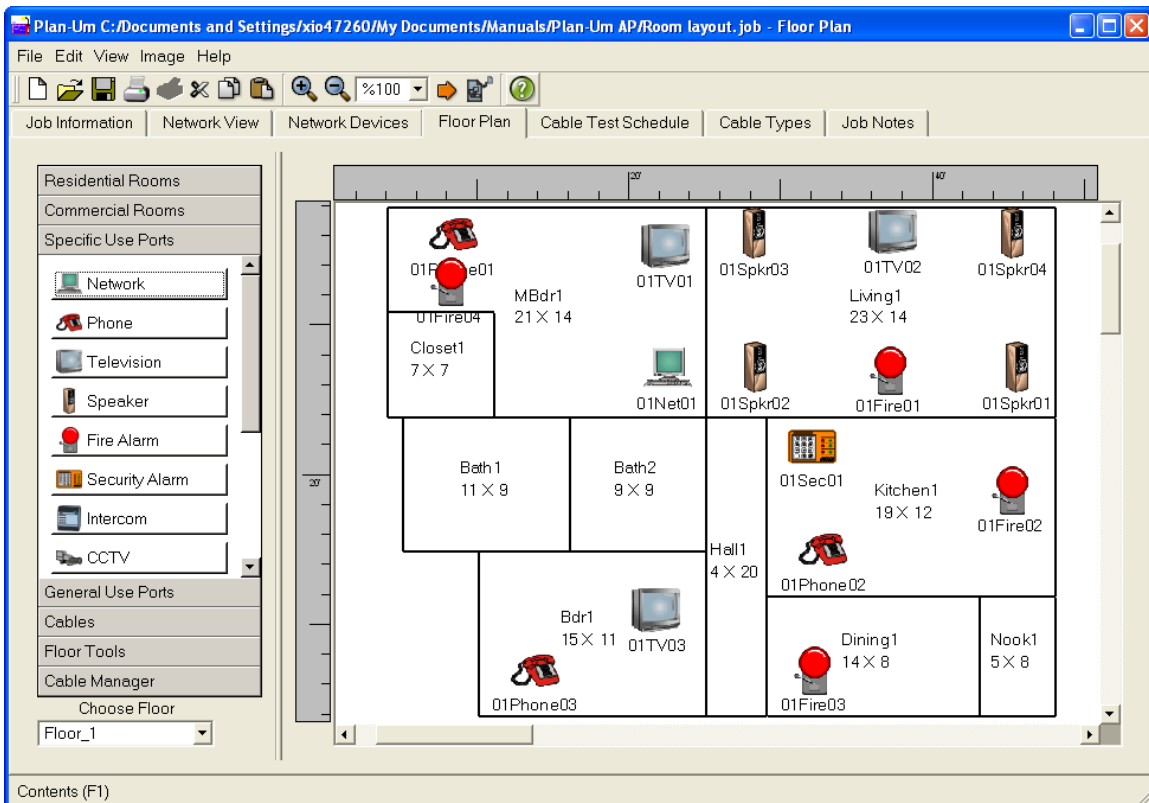 Plan-Um C:/Documents and Settings/xio47260/My Documents/Manuals/Plan-Um AP/Room layout.job - Floor Plan
File Edit View Image Help
%100
Job Information Network View Network Devices Floor Plan Cable Test Schedule Cable Types Job Notes
Residential Rooms
Commercial Rooms
Specific Use Ports
Network
Phone
Television
Speaker
Fire Alarm
Security Alarm
Intercom
CCTV
General Use Ports
Cables
Floor Tools
Cable Manager
Choose Floor
Floor_1
20' 40'
20'
01Fire04
MBdr1
21 X 14
01TV01
Closet1
7 X 7
01Net01
01Spkr03
01TV02
01Spkr04
Living1
23 X 14
01Spkr02
01Fire01
01Spkr01
Bath1
11 X 9
Bath2
9 X 9
Hall1
4 X 20
01Sec01
Kitchen1
19 X 12
01Fire02
01Phone02
Bdr1
15 X 11
01TV03
01Phone03
Dining1
14 X 8
01Fire03
Nook1
5 X 8
Contents (F1)